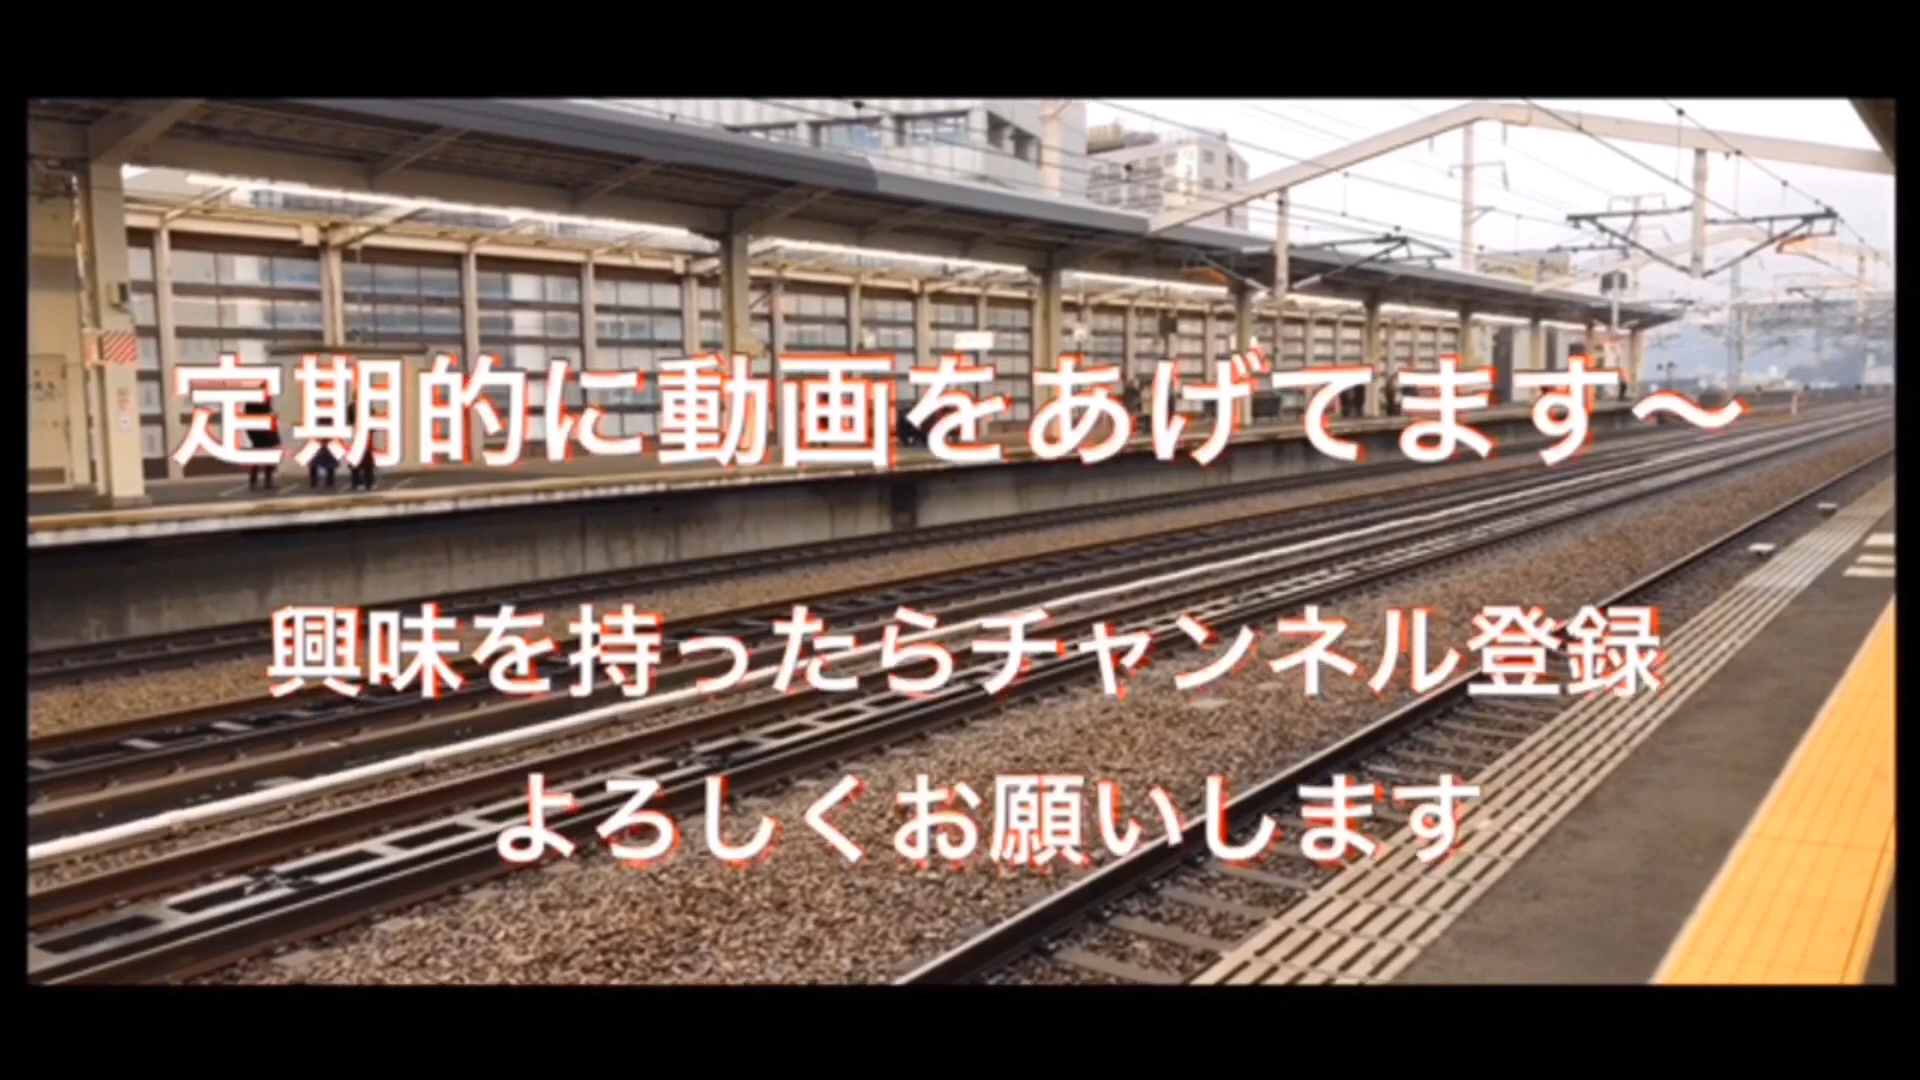 定期的に動画をあげてます〜
興味を持ったらチャンネル登録
よろしくお願いします